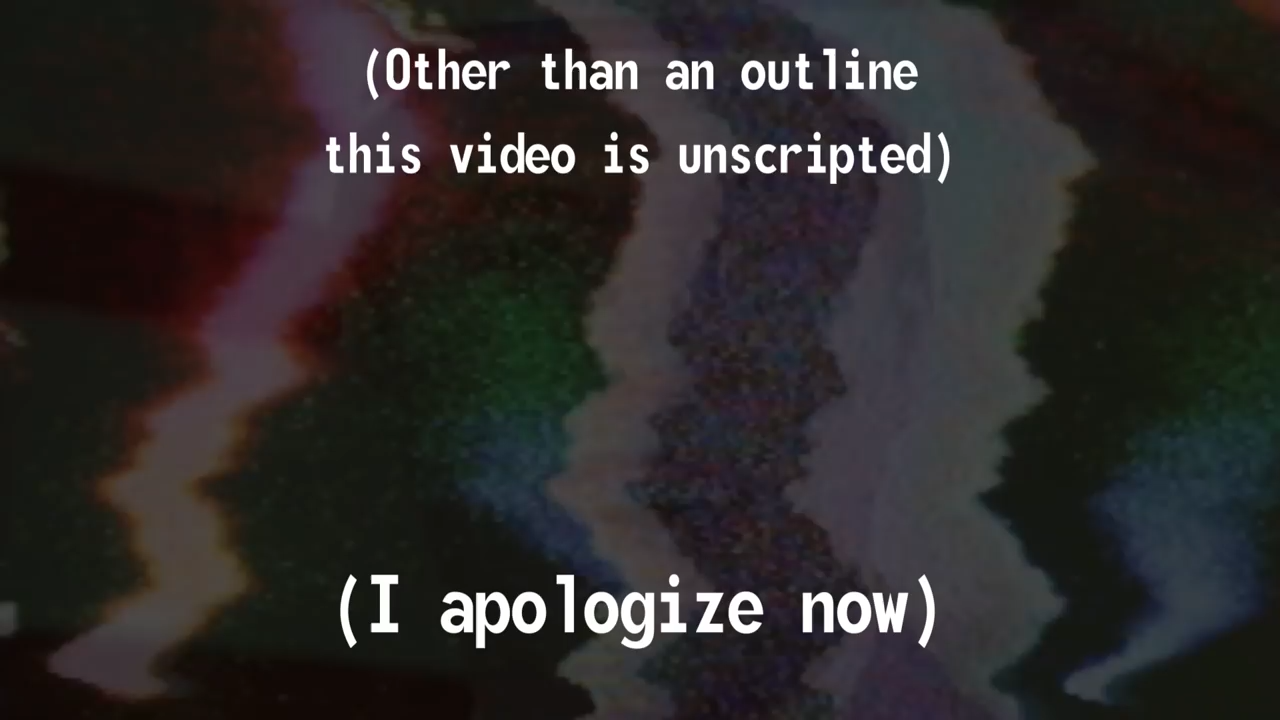 (Other than an outline
this video is unscripted)
(I apologize now)